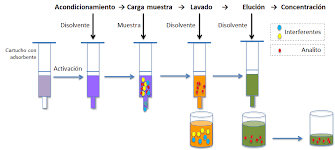 Acondicionamiento → Carga muestra → Lavado → Elución → Concentración
Disolvente Muestra Disolvente Disolvente
Interferentes
Analito
Cartucho con
adsorbente
Activación